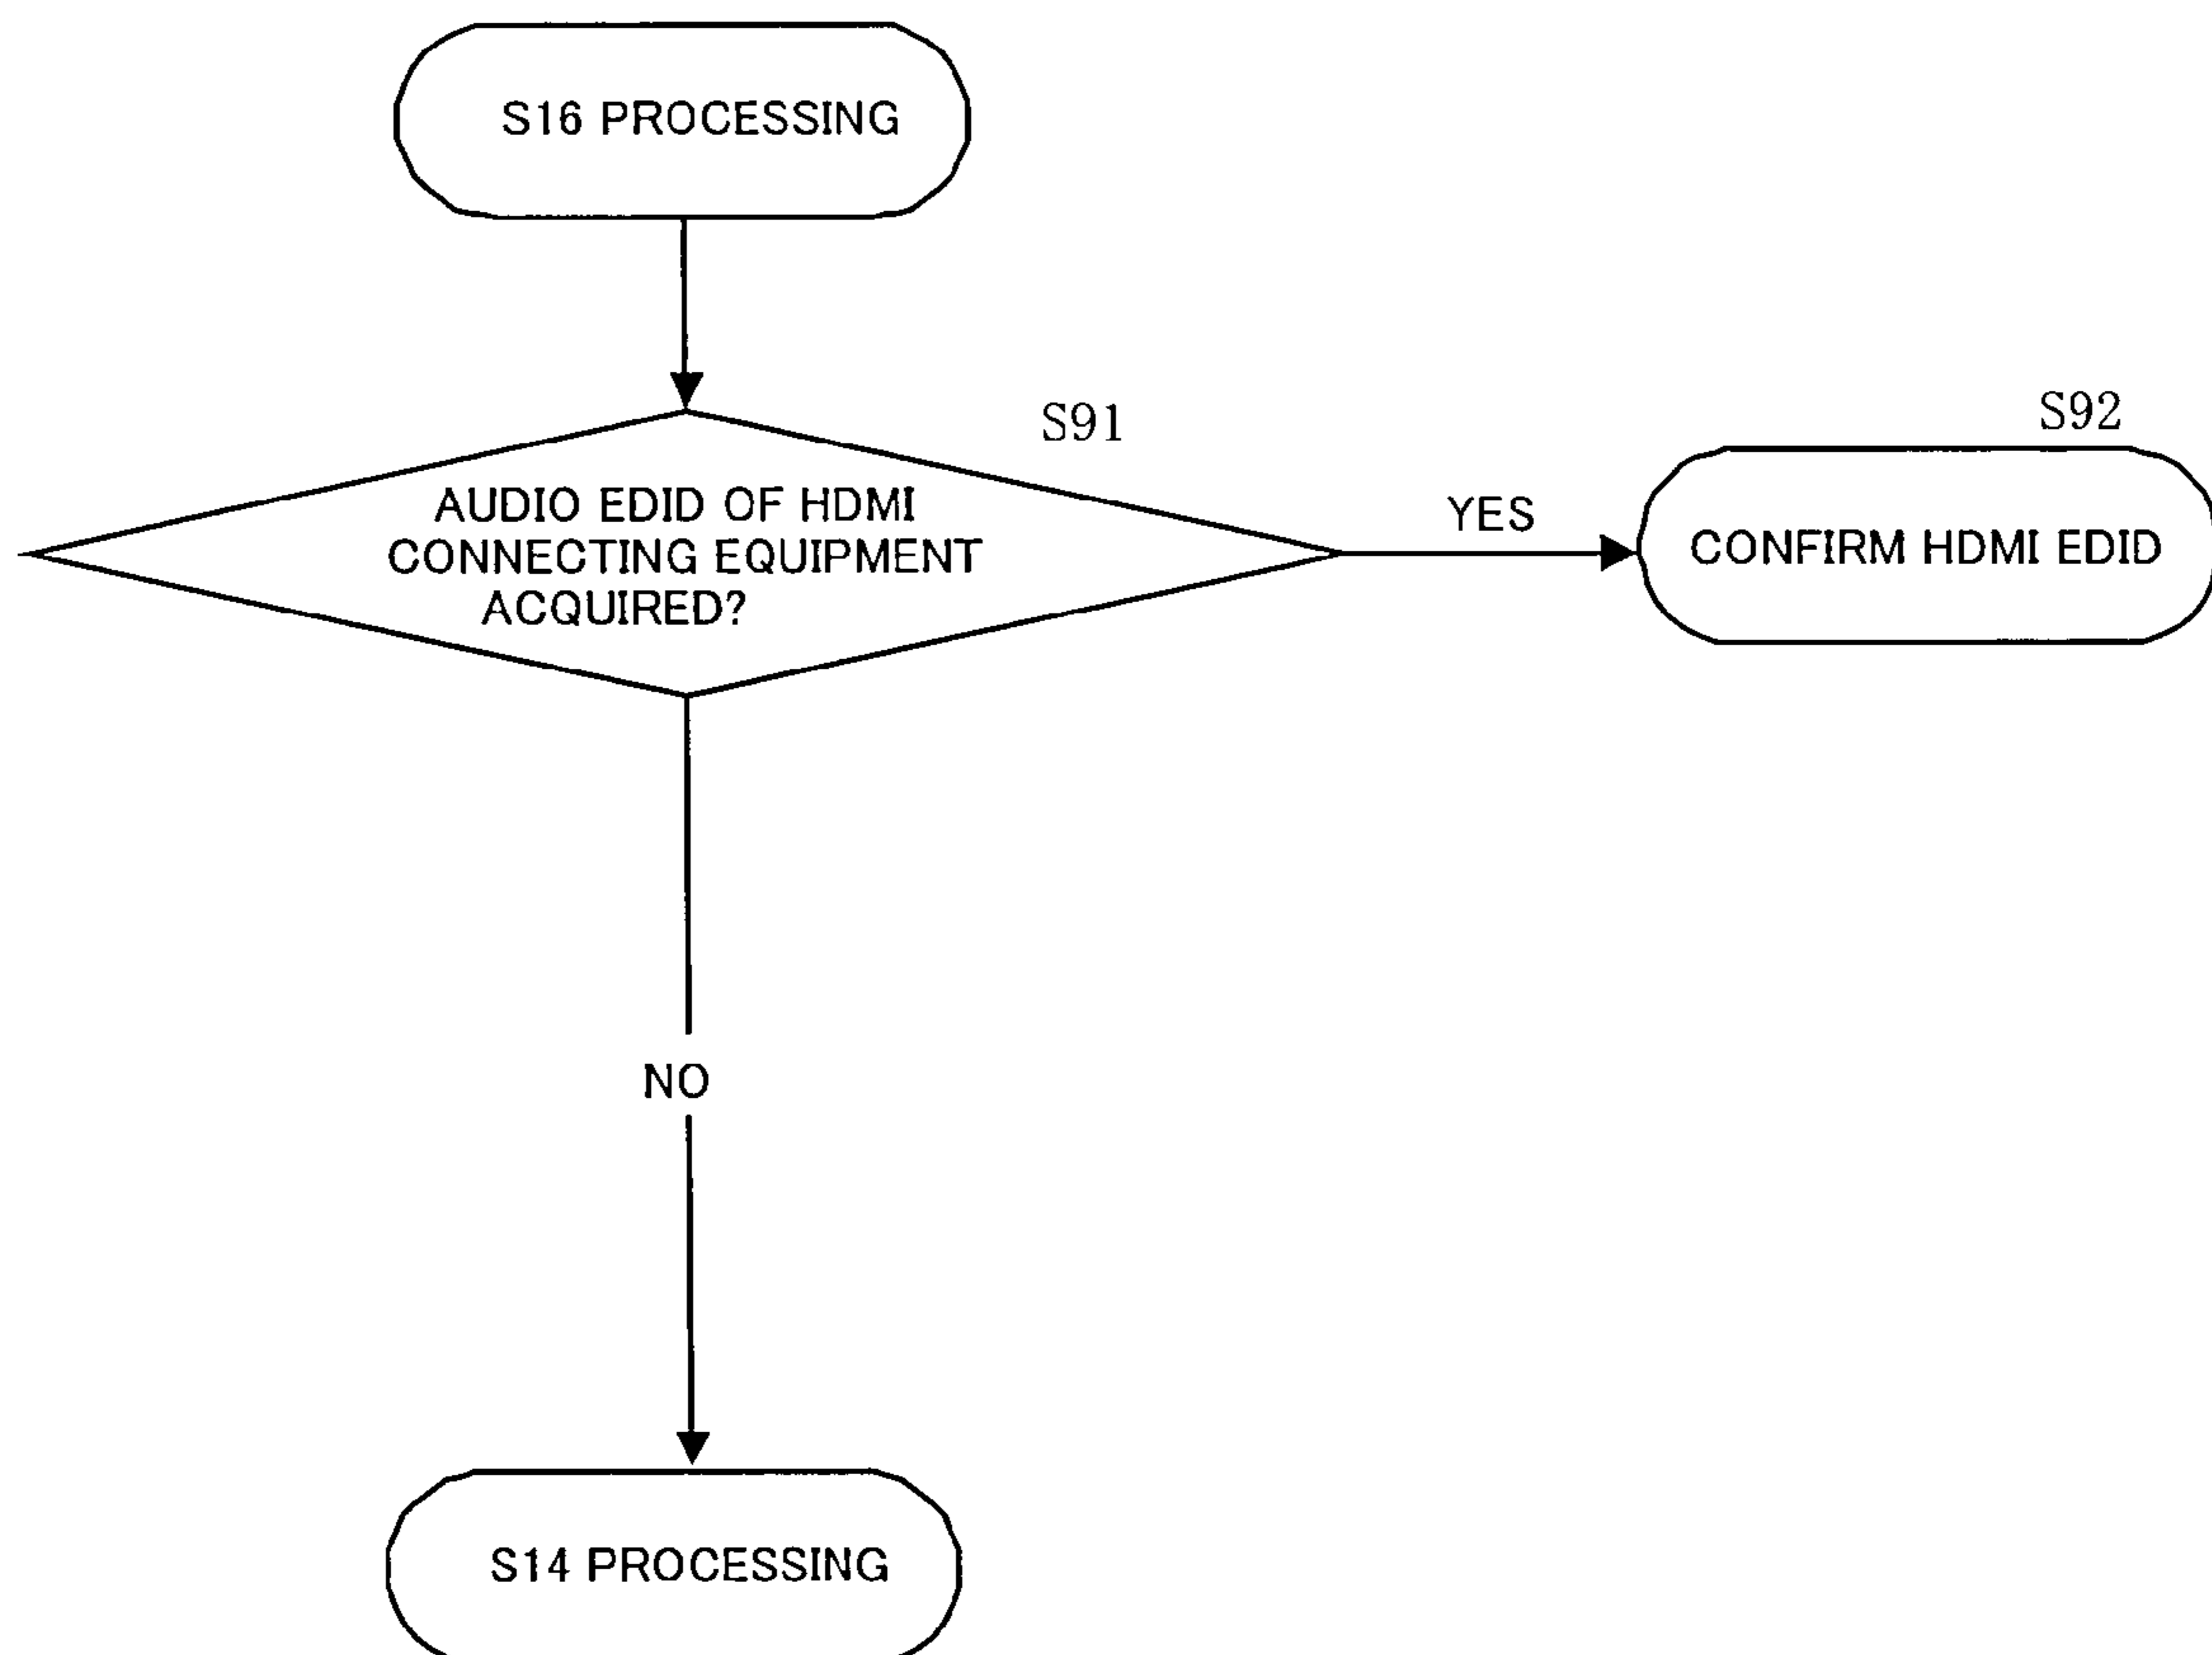 S16 PROCESSING
S91
AUDIO EDID OF HDMI
CONNECTING EQUIPMENT
ACQUIRED?
YES
S92
CONFIRM HDMI EDID
NO
S14 PROCESSING